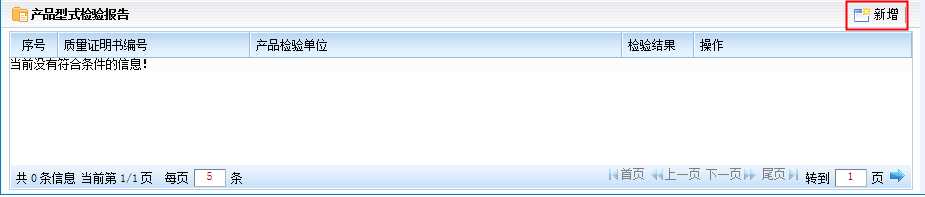 产品型式检验报告 新增
序号 质量证明书编号 产品检验单位 检验结果 操作
当前没有符合条件的信息!
共 0 条信息 当前第 1/1 页 每页 5 条 首页 上一页 下一页 尾页 转到 1 页